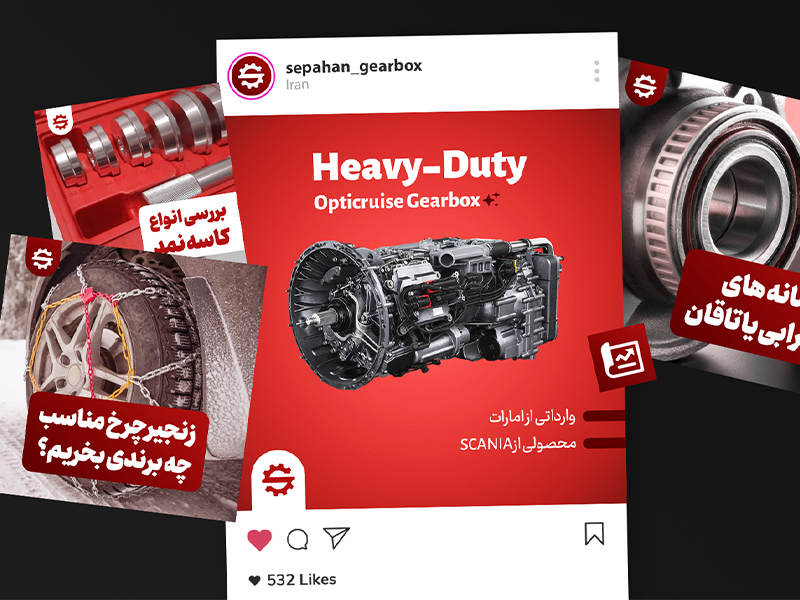 sepahan_gearbox
Iran
Heavy-Duty
Opticruise Gearbox
وارداتی از امارات
محصولی از SCANIA
532 Likes
بررسی انواع
کاسه نمد
زنجیر چرخ مناسب
چه برندی بخریم؟
یاتاقان